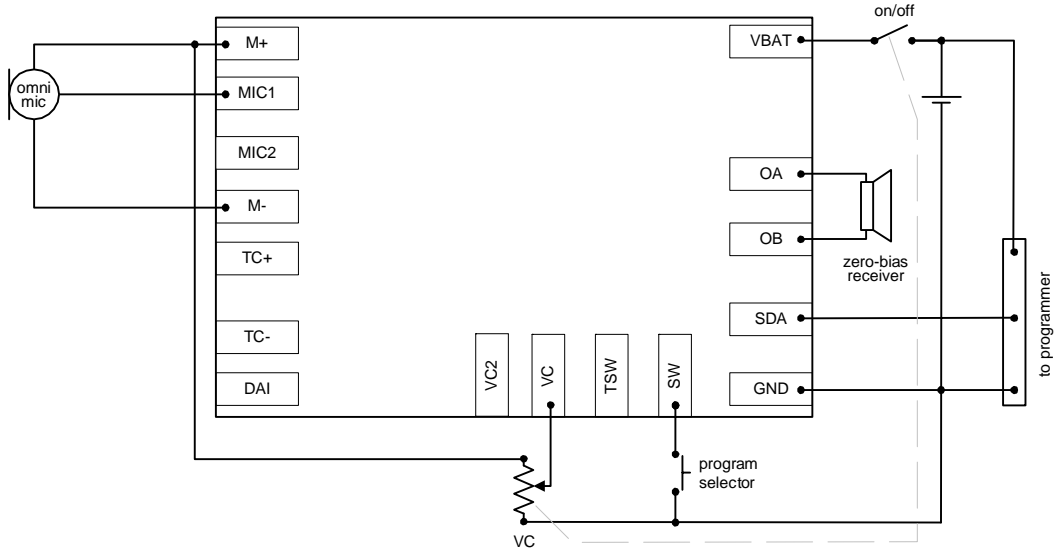 on/off
M+
VBAT
omni
mic
MIC1
MIC2
OA
M-
OB
TC+
zero-bias
receiver
SDA
to programmer
TC-
VC2
VC
TSW
SW
DAI
GND
program
selector
VC